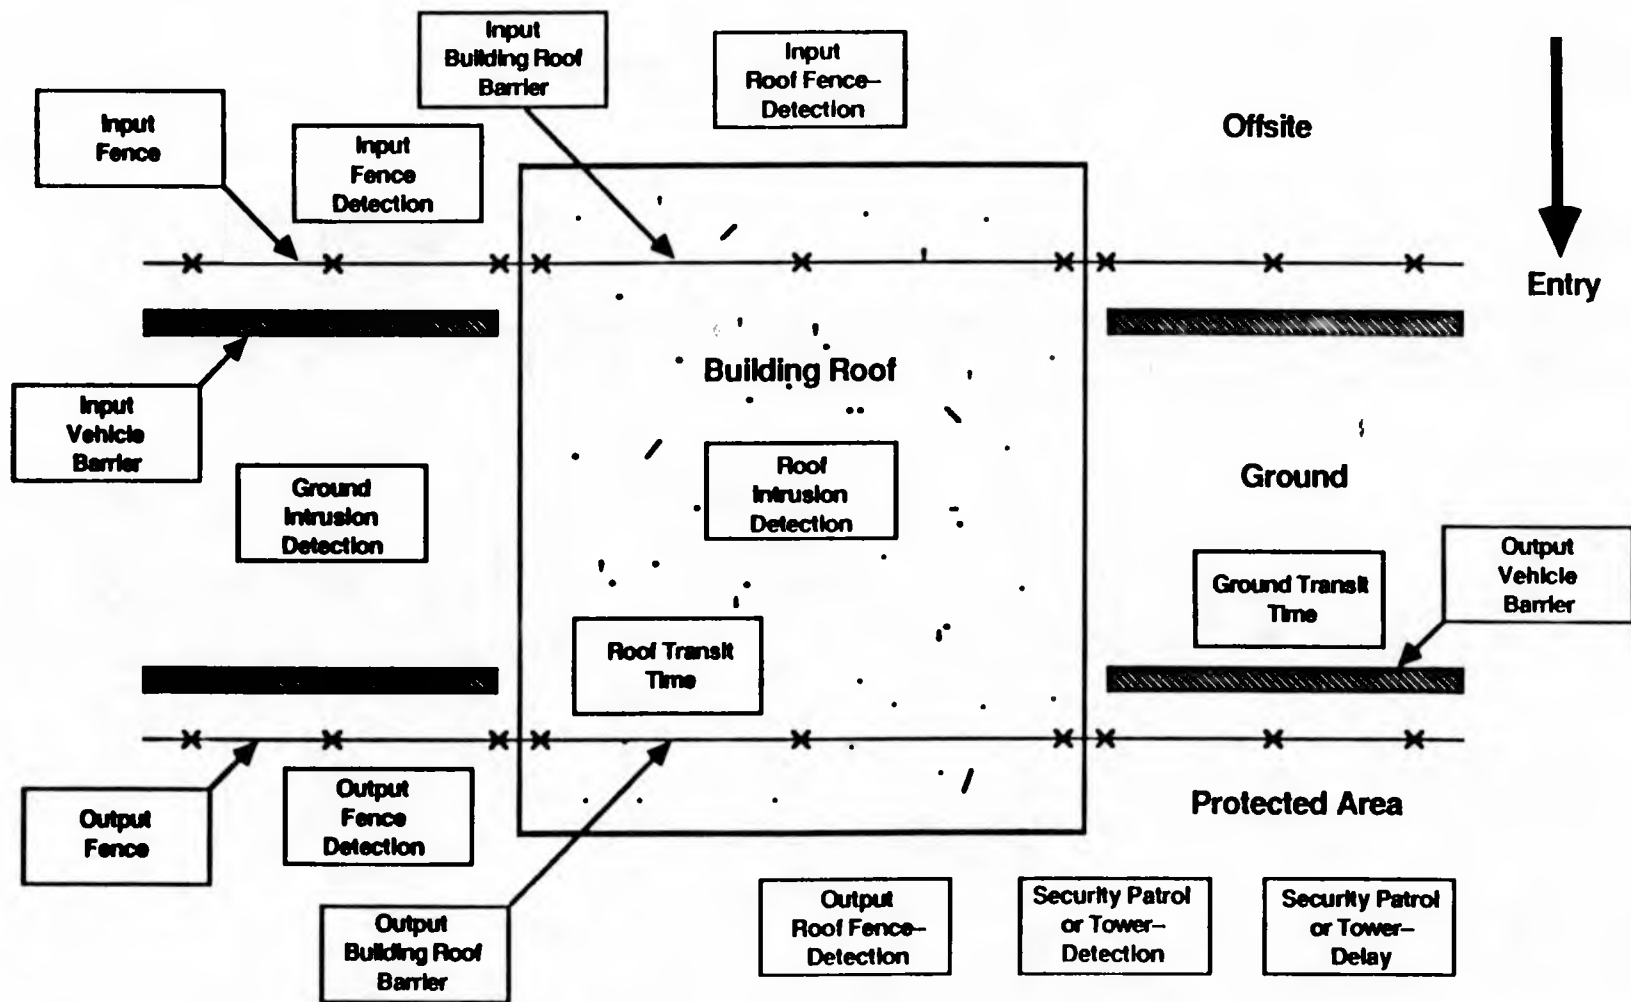 Input
Building Roof
Barrier
Input
Roof Fence–
Detection
Input
Fence
Input
Fence
Detection
Offsite
Entry
Input
Vehicle
Barrier
Building Roof
Ground
Intrusion
Detection
Roof
Intrusion
Detection
Ground
Output
Vehicle
Barrier
Ground Transit
Time
Roof Transit
Time
Output
Fence
Output
Fence
Detection
Protected Area
Output
Building Roof
Barrier
Output
Roof Fence–
Detection
Security Patrol
or Tower–
Detection
Security Patrol
or Tower–
Delay